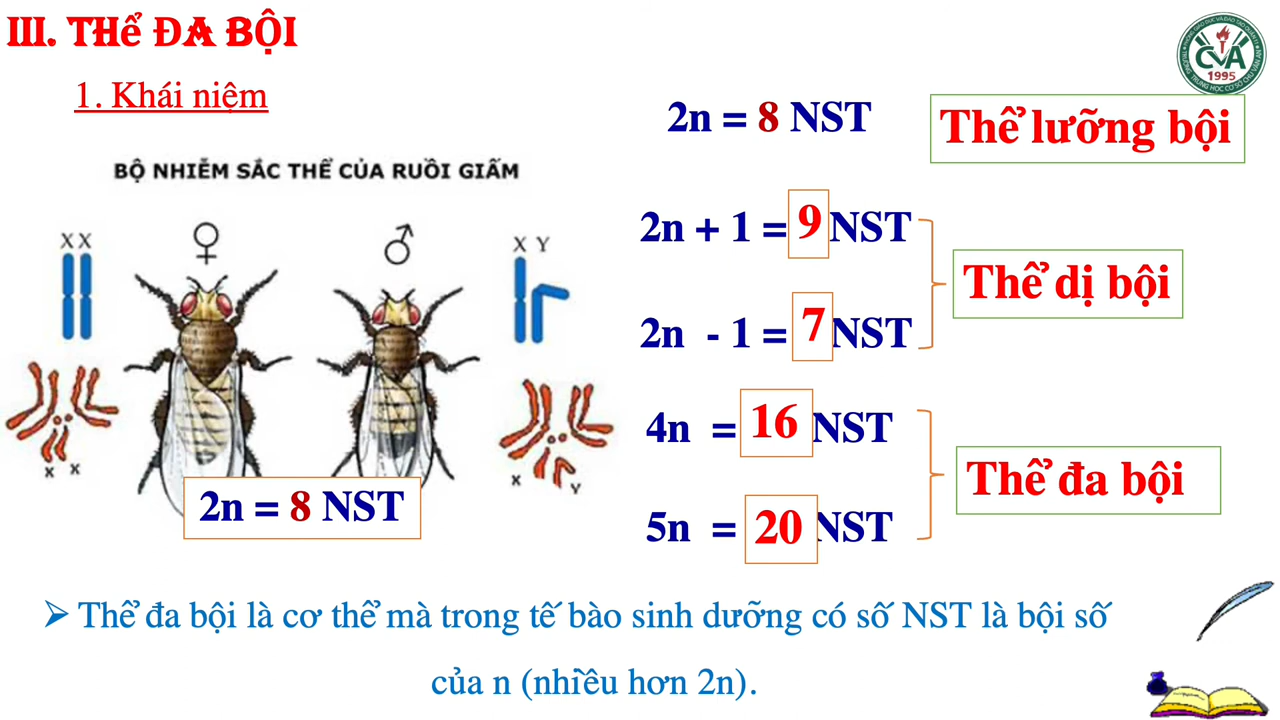 III. THỂ ĐA BỘI
1. Khái niệm
BỘ NHIỄM SẮC THỂ CỦA RUỒI GIẤM
X X
♀
♂
X Y
X X
X Y
2n = 8 NST
2n = 8 NST
Thể lưỡng bội
2n + 1 = 9 NST
2n - 1 = 7 NST
Thể dị bội
4n = 16 NST
5n = 20 NST
Thể đa bội
➢ Thể đa bội là cơ thể mà trong tế bào sinh dưỡng có số NST là bội số
của n (nhiều hơn 2n).
CVA
1995